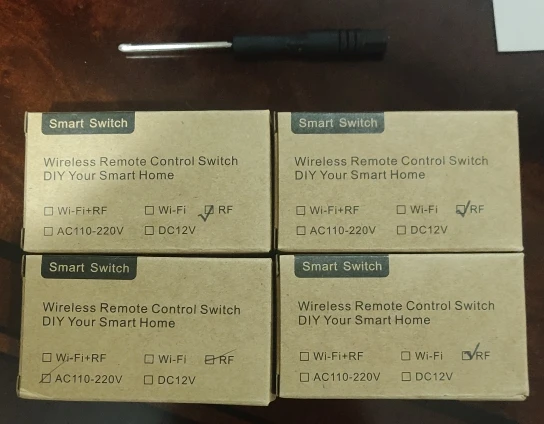 Smart Switch
Wireless Remote Control Switch
DIY Your Smart Home
☐ Wi-Fi+RF ☐ Wi-Fi ☑ RF
☐ AC110-220V ☐ DC12V
Smart Switch
Wireless Remote Control Switch
DIY Your Smart Home
☐ Wi-Fi+RF ☐ Wi-Fi ☑ RF
☐ AC110-220V ☐ DC12V
Smart Switch
Wireless Remote Control Switch
DIY Your Smart Home
☐ Wi-Fi+RF ☐ Wi-Fi ☑ RF
☑ AC110-220V ☐ DC12V
Smart Switch
Wireless Remote Control Switch
DIY Your Smart Home
☐ Wi-Fi+RF ☐ Wi-Fi ☑ RF
☐ AC110-220V ☐ DC12V